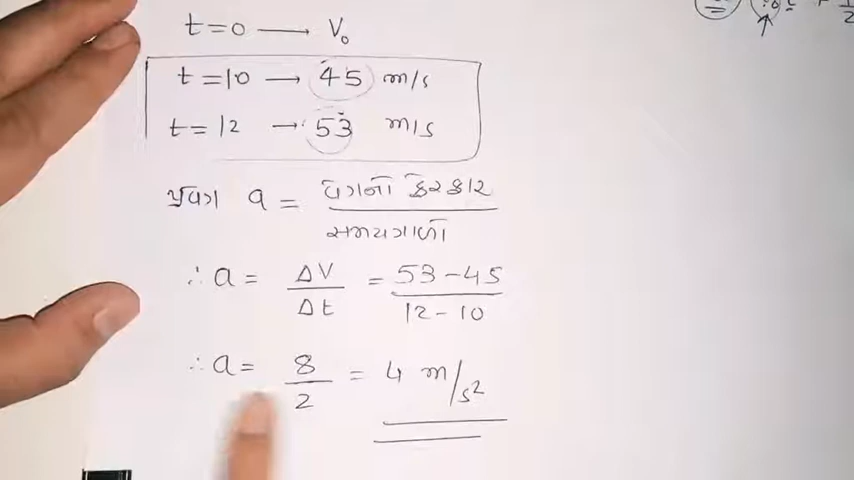 t = 0 → V₀
t = 10 → 45 m/s
t = 12 → 53 m/s
પ્રવેગ a = વેગનો ફેરફાર / સમયગાળો
∴ a = ΔV / Δt = 53 - 45 / 12 - 10
∴ a = 8 / 2 = 4 m/s²